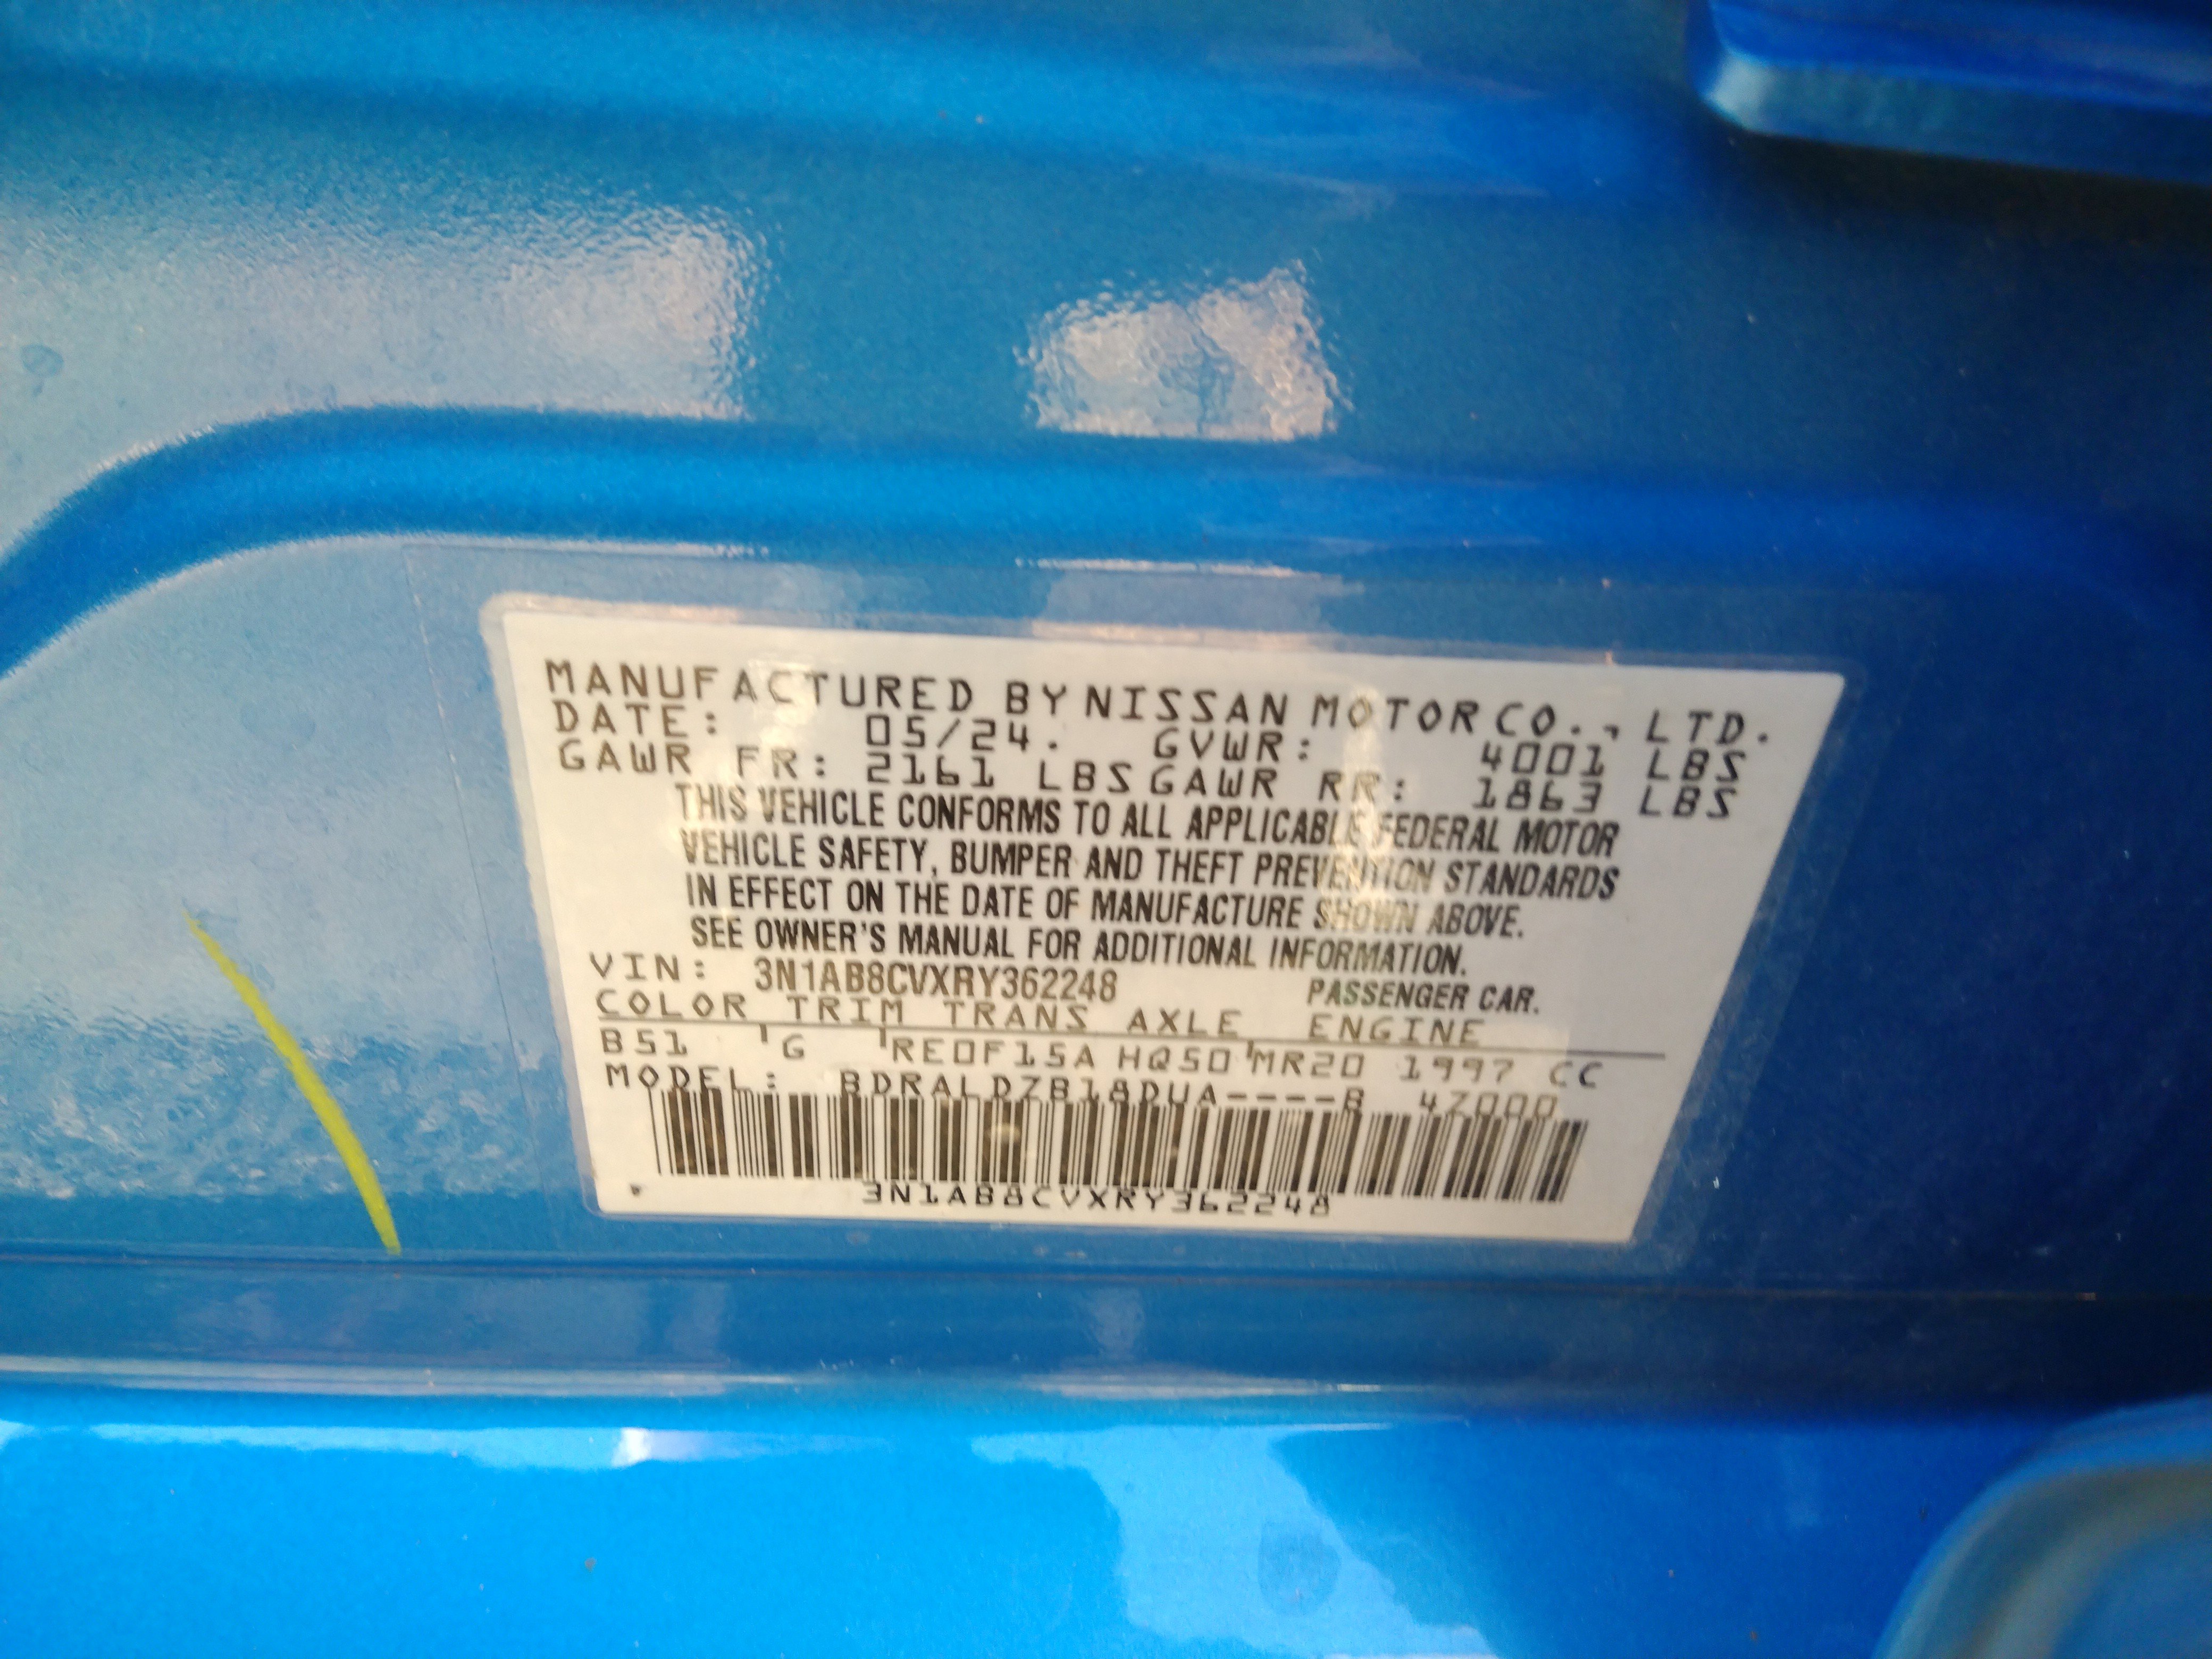 MANUFACTURED BY NISSAN MOTOR CO., LTD.
DATE: 05/24. GVWR: 4001 LBS
GAWR FR: 2161 LBS GAWR RR: 1863 LBS
THIS VEHICLE CONFORMS TO ALL APPLICABLE FEDERAL MOTOR
VEHICLE SAFETY, BUMPER AND THEFT PREVENTION STANDARDS
IN EFFECT ON THE DATE OF MANUFACTURE SHOWN ABOVE.
SEE OWNER'S MANUAL FOR ADDITIONAL INFORMATION.
VIN: 3N1AB8CVXRY362248 PASSENGER CAR.
COLOR TRIM TRANS AXLE ENGINE
B51 G RE0F15A HQ50 MR20 1997 CC
MODEL: BDRALDZB18DUA----B 4Z000
3N1AB8CVXRY362248